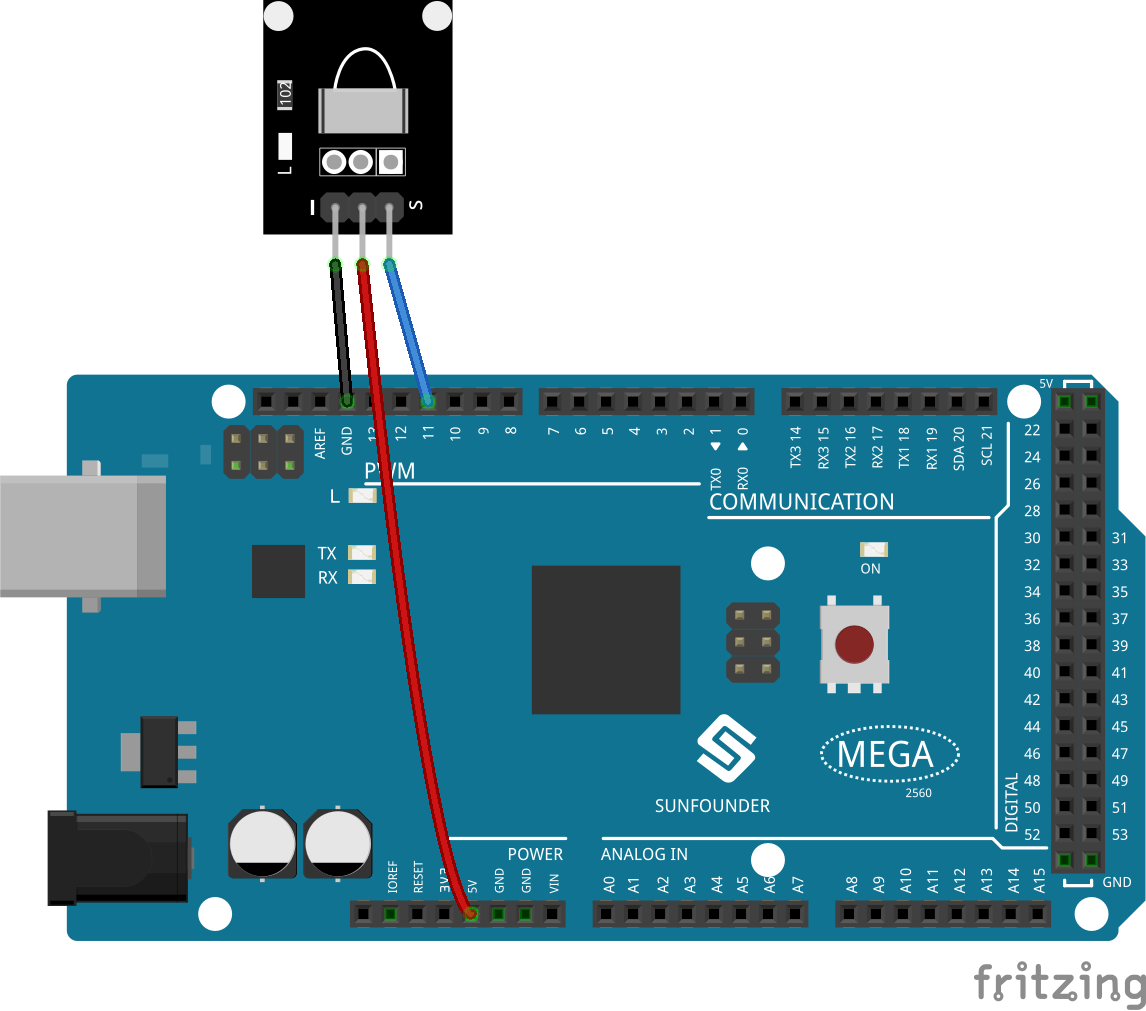 102
L
I S
5V
AREF GND 13 12 11 10 9 8 7 6 5 4 3 2 1 0 TX3 14 RX3 15 TX2 16 RX2 17 TX1 18 RX1 19 SDA 20 SCL 21
TX0 RX0
PWM
L
COMMUNICATION
TX
RX
ON
22
24
26
28
30 31
32 33
34 35
36 37
38 39
40 41
42 43
44 45
46 47
48 49
50 51
52 53
DIGITAL
GND
MEGA
2560
SUNFOUNDER
POWER
ANALOG IN
IOREF RESET 3V3 5V GND GND VIN A0 A1 A2 A3 A4 A5 A6 A7 A8 A9 A10 A11 A12 A13 A14 A15
fritzing